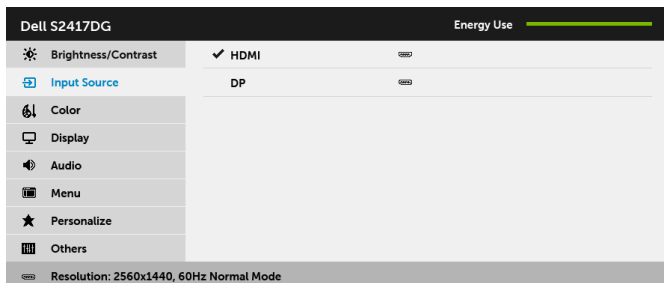 Dell S2417DG Energy Use
Brightness/Contrast HDMI
Input Source DP
Color
Display
Audio
Menu
Personalize
Others
Resolution: 2560x1440, 60Hz Normal Mode